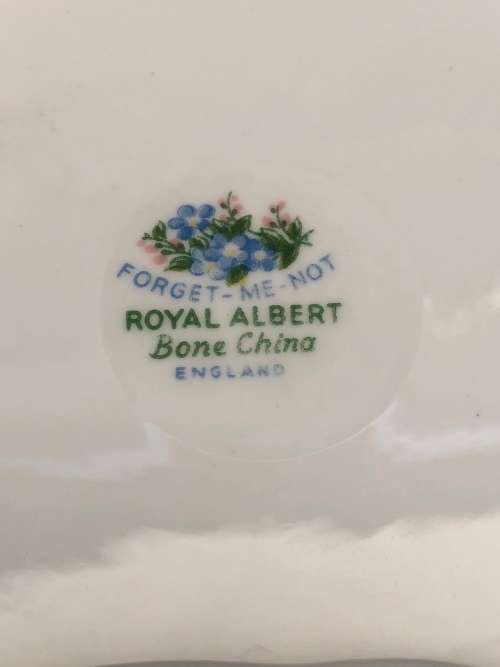 FORGET-ME-NOT
ROYAL ALBERT
Bone China
ENGLAND